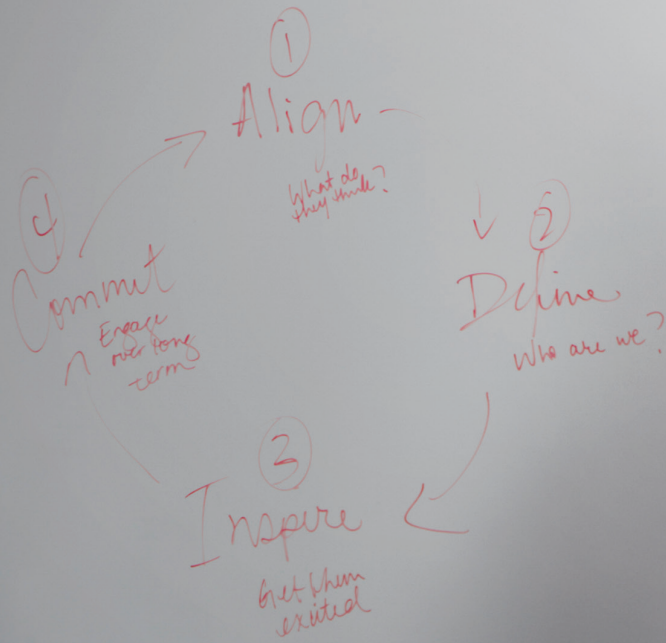 1
Align
What do
they think?
2
Define
Who are we?
3
Inspire
Get them
exited
4
Commit
Engage
over long
term